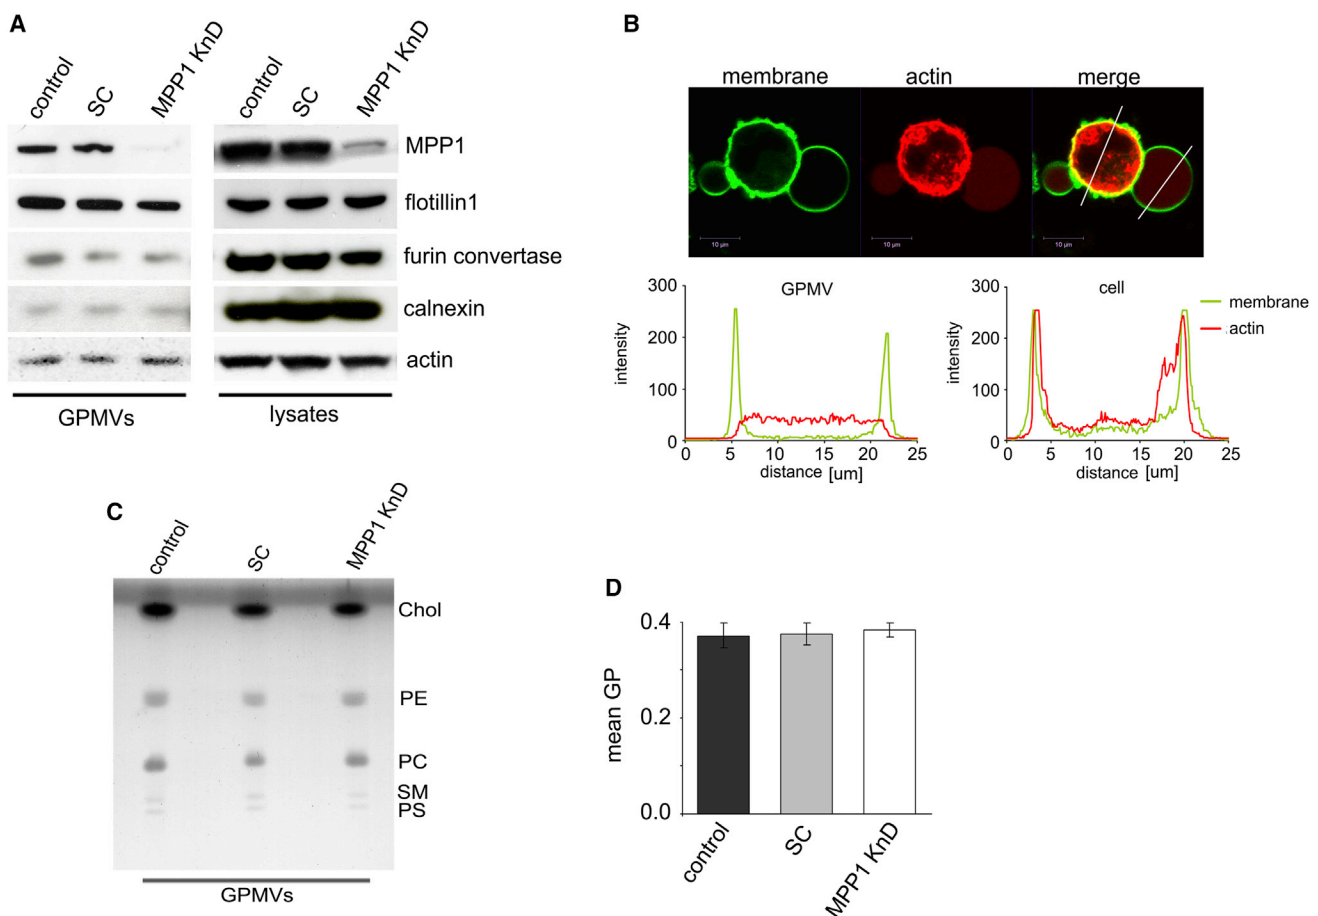 A
control
SC
MPP1 KnD
control
SC
MPP1 KnD
MPP1
flotillin1
furin convertase
calnexin
actin
GPMVs
lysates
B
membrane
actin
merge
10 µm
10 µm
10 µm
300
200
100
0
intensity
GPMV
0
5
10
15
20
25
distance [um]
300
200
100
0
intensity
cell
0
5
10
15
20
25
distance [um]
membrane
actin
C
control
SC
MPP1 KnD
Chol
PE
PC
SM
PS
GPMVs
D
0.4
0.2
0.0
mean GP
control
SC
MPP1 KnD